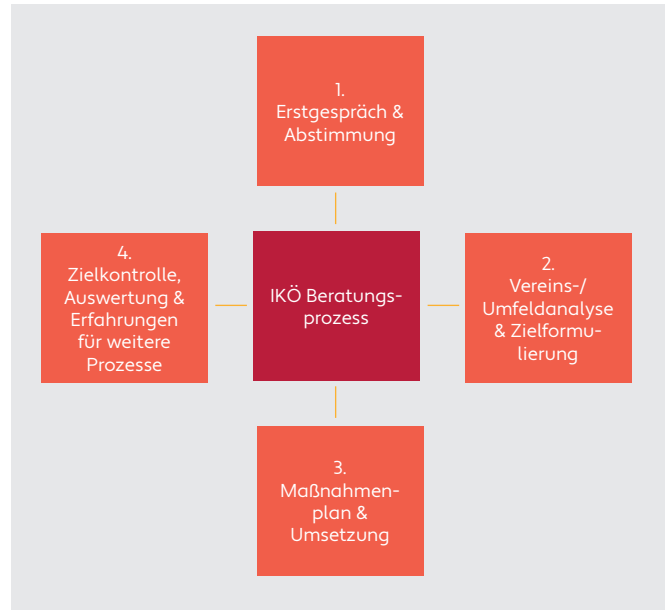 1.
Erstgespräch &
Abstimmung
4.
Zielkontrolle,
Auswertung &
Erfahrungen
für weitere
Prozesse
IKÖ Beratungs-
prozess
2.
Vereins-/
Umfeldanalyse
& Zielformu-
lierung
3.
Maßnahmen-
plan &
Umsetzung